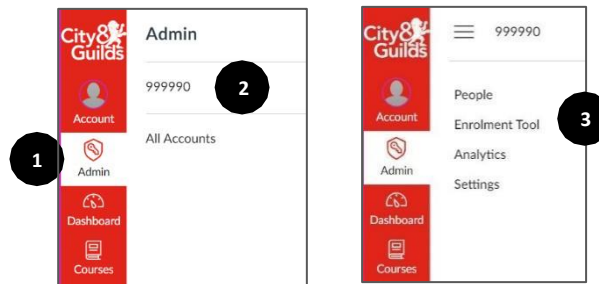 City&
Guilds
Account
Admin
Dashboard
Courses
Admin
999990
All Accounts
1
2
City&
Guilds
Account
Admin
Dashboard
Courses
999990
People
Enrolment Tool
Analytics
Settings
3